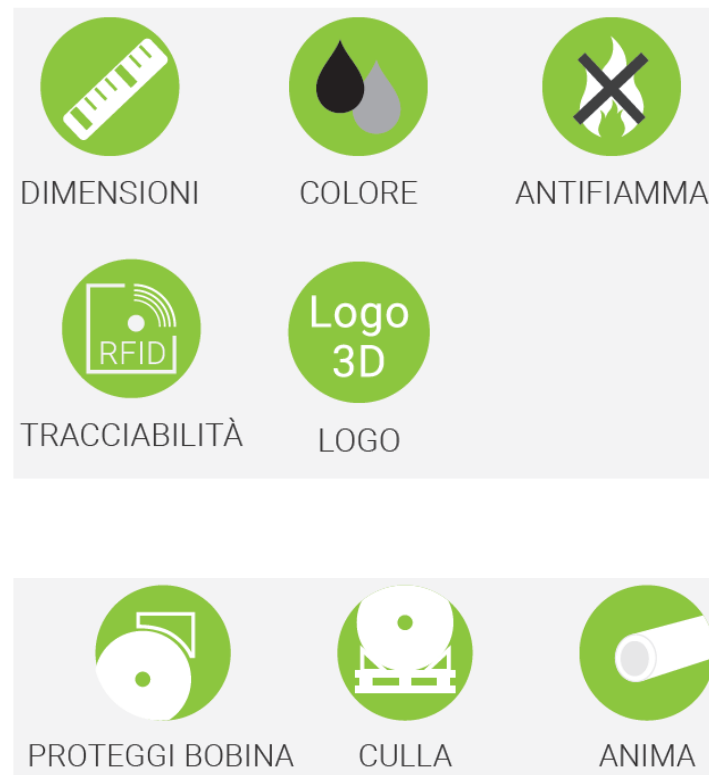 DIMENSIONI
COLORE
ANTIFIAMMA
RFID
Logo
3D
TRACCIABILITÀ
LOGO
PROTEGGI BOBINA
CULLA
ANIMA